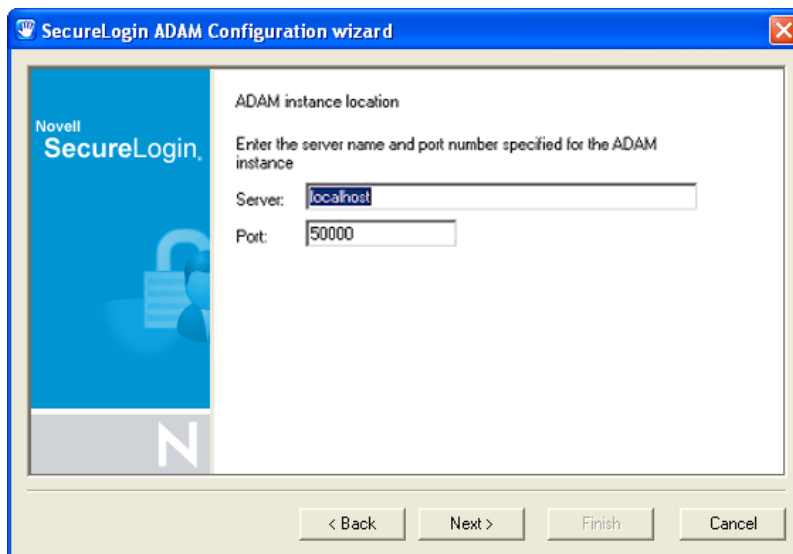 SecureLogin ADAM Configuration wizard
Novell
SecureLogin.
ADAM instance location
Enter the server name and port number specified for the ADAM
instance
Server: localhost
Port: 50000
N
< Back Next > Finish Cancel